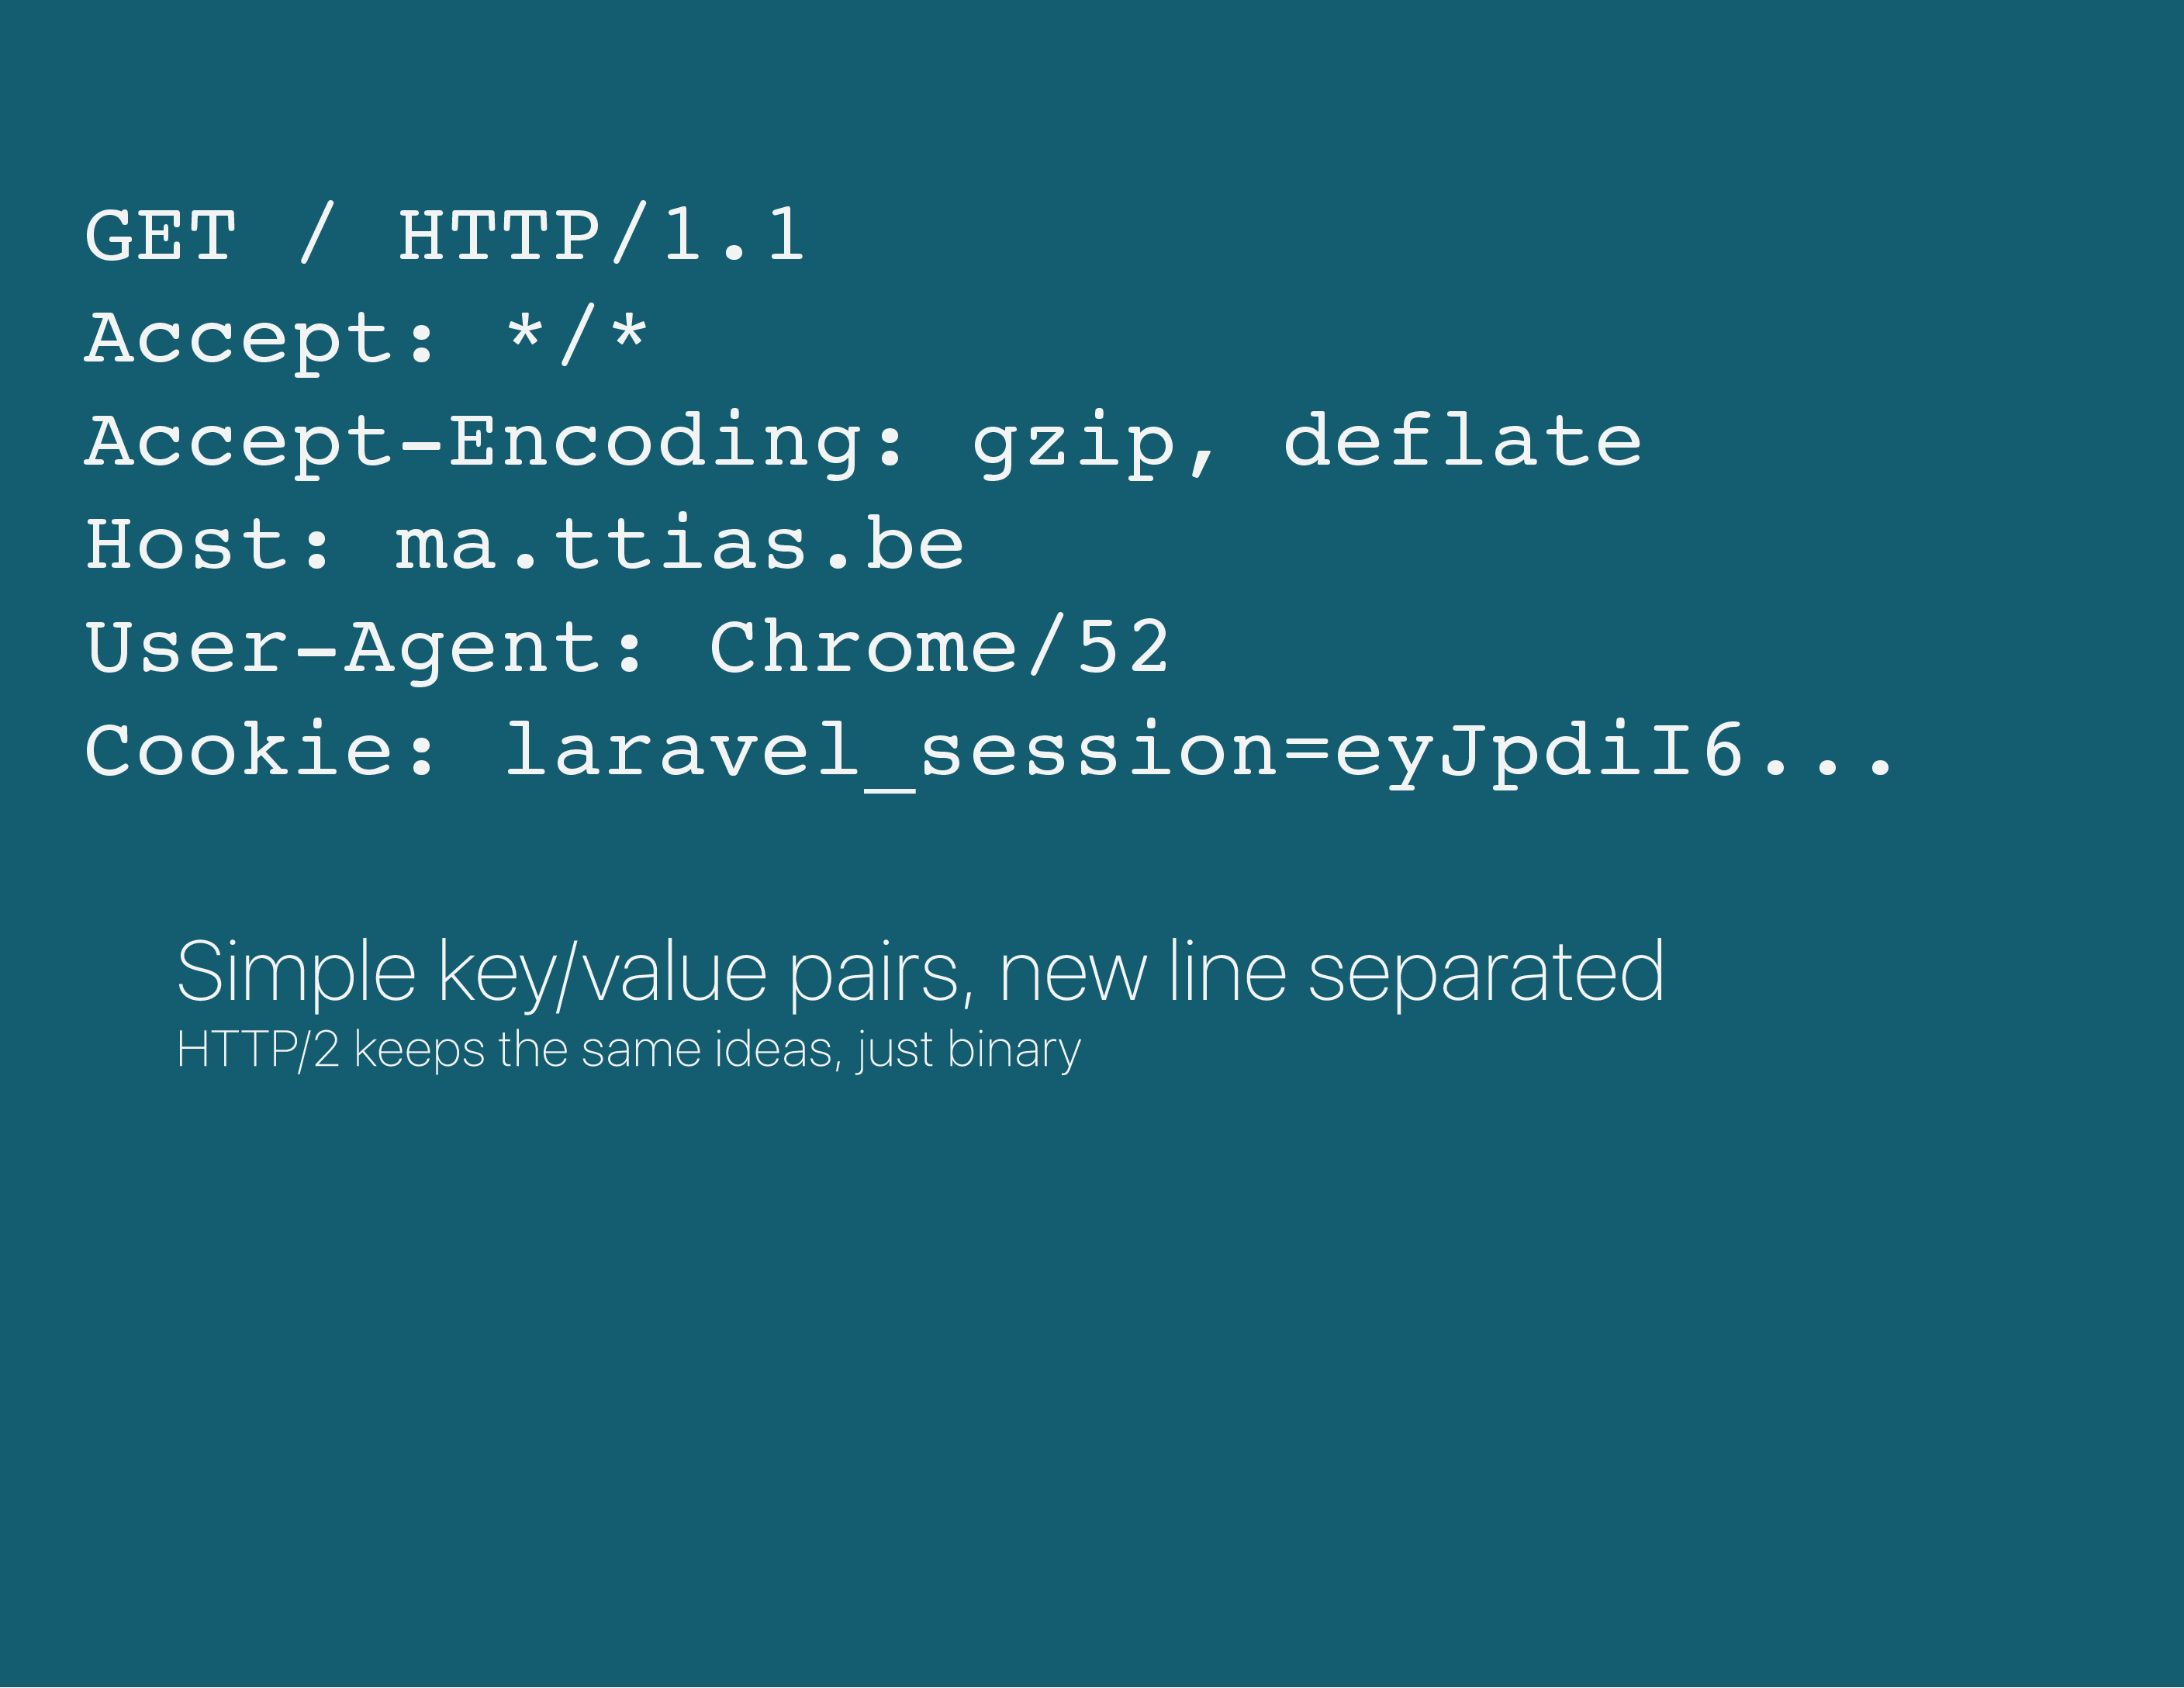 GET / HTTP/1.1
Accept: */*
Accept-Encoding: gzip, deflate
Host: ma.ttias.be
User-Agent: Chrome/52
Cookie: laravel_session=eyJpdiI6...
Simple key/value pairs, new line separated
HTTP/2 keeps the same ideas, just binary